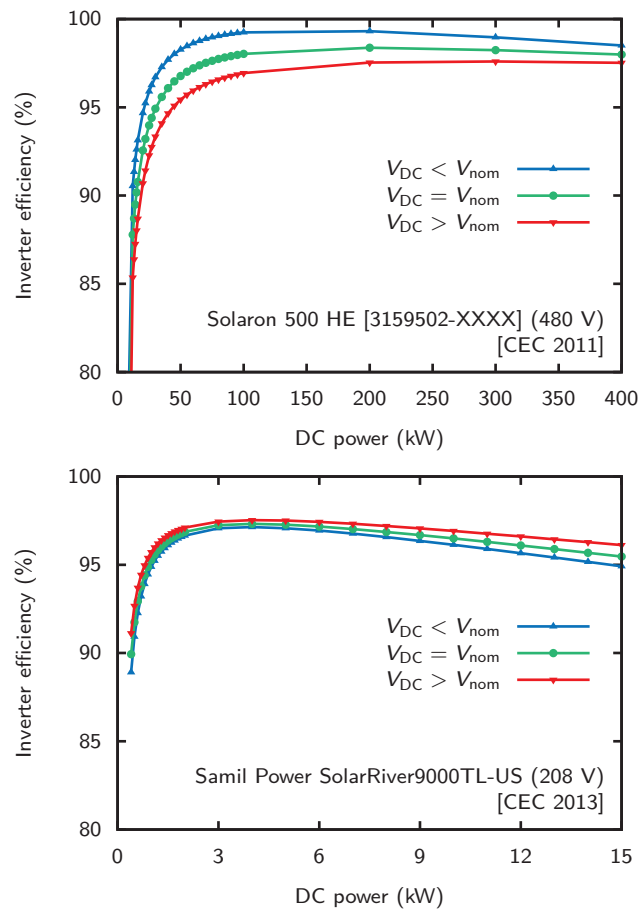 100
95
90
85
80
0
50
100
150
200
250
300
350
400
Inverter efficiency (%)
DC power (kW)
V_DC < V_nom
V_DC = V_nom
V_DC > V_nom
Solaron 500 HE [3159502-XXXX] (480 V)
[CEC 2011]
100
95
90
85
80
0
3
6
9
12
15
Inverter efficiency (%)
DC power (kW)
V_DC < V_nom
V_DC = V_nom
V_DC > V_nom
Samil Power SolarRiver9000TL-US (208 V)
[CEC 2013]